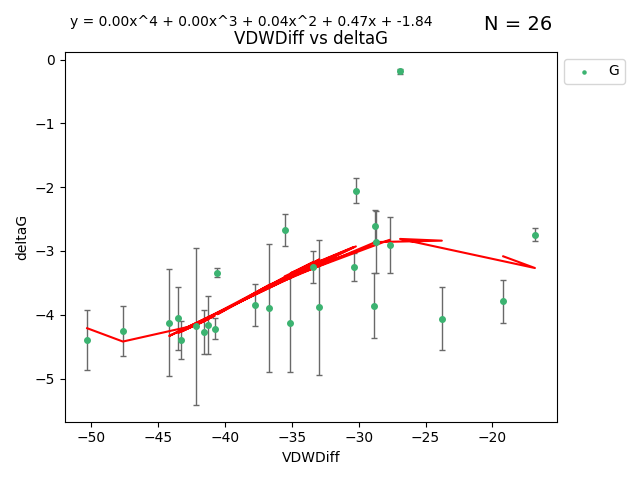 y = 0.00x^4 + 0.00x^3 + 0.04x^2 + 0.47x + -1.84
N = 26
VDWDiff vs deltaG
G
0
−1
−2
−3
−4
−5
deltaG
−50
−45
−40
−35
−30
−25
−20
VDWDiff